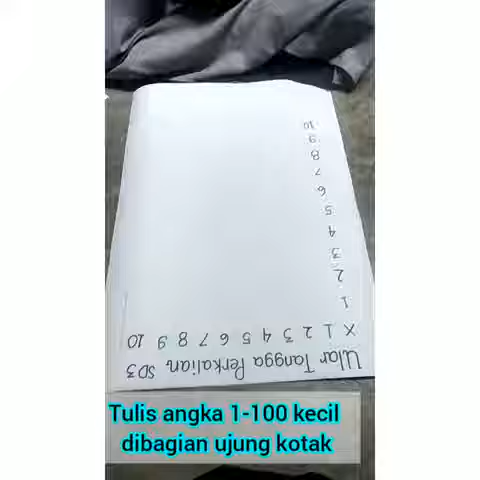 Ular Tangga Perkalian SD3
X 1 2 3 4 5 6 7 8 9 10
1
2
3
4
5
6
7
8
9
10
Tulis angka 1-100 kecil
dibagian ujung kotak